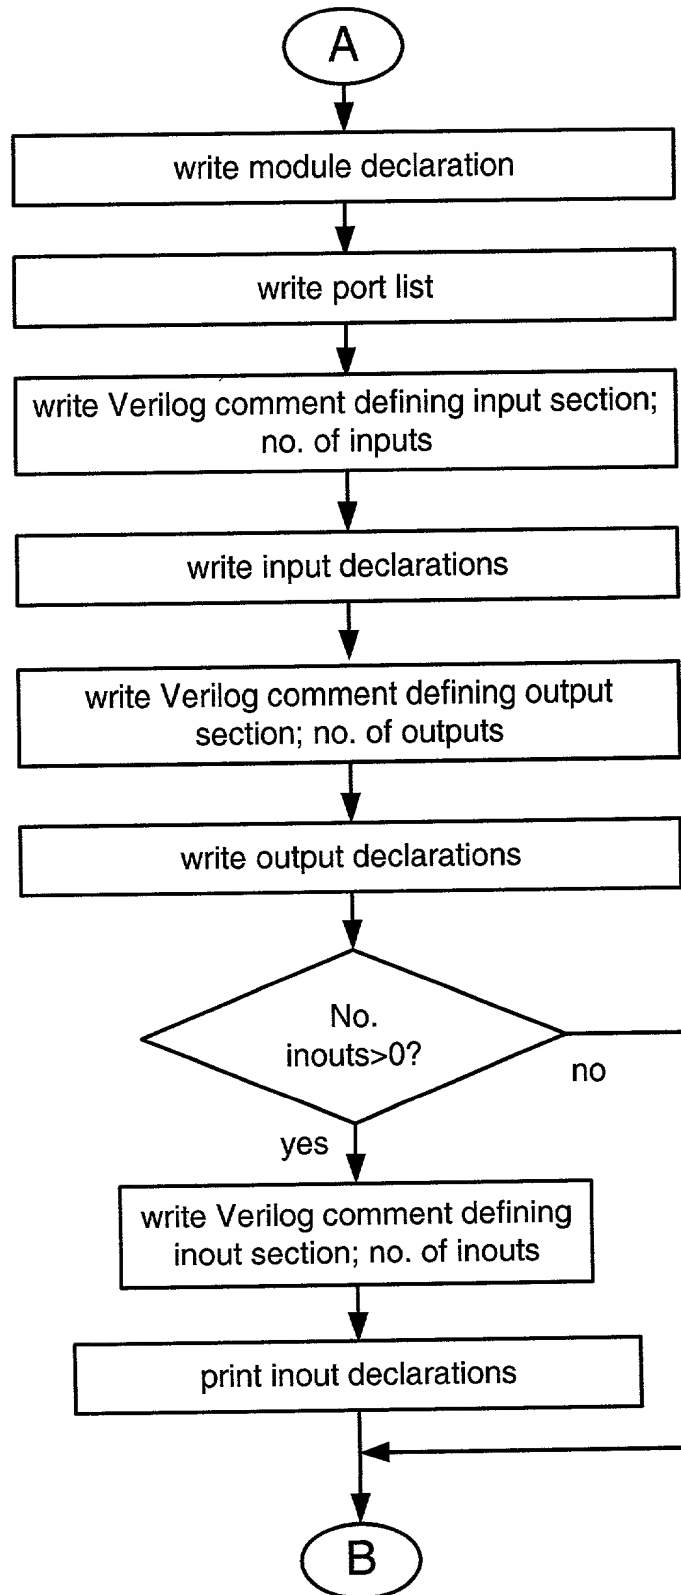 A
write module declaration
write port list
write Verilog comment defining input section;
no. of inputs
write input declarations
write Verilog comment defining output
section; no. of outputs
write output declarations
No.
inouts>0?
no
yes
write Verilog comment defining
inout section; no. of inouts
print inout declarations
B